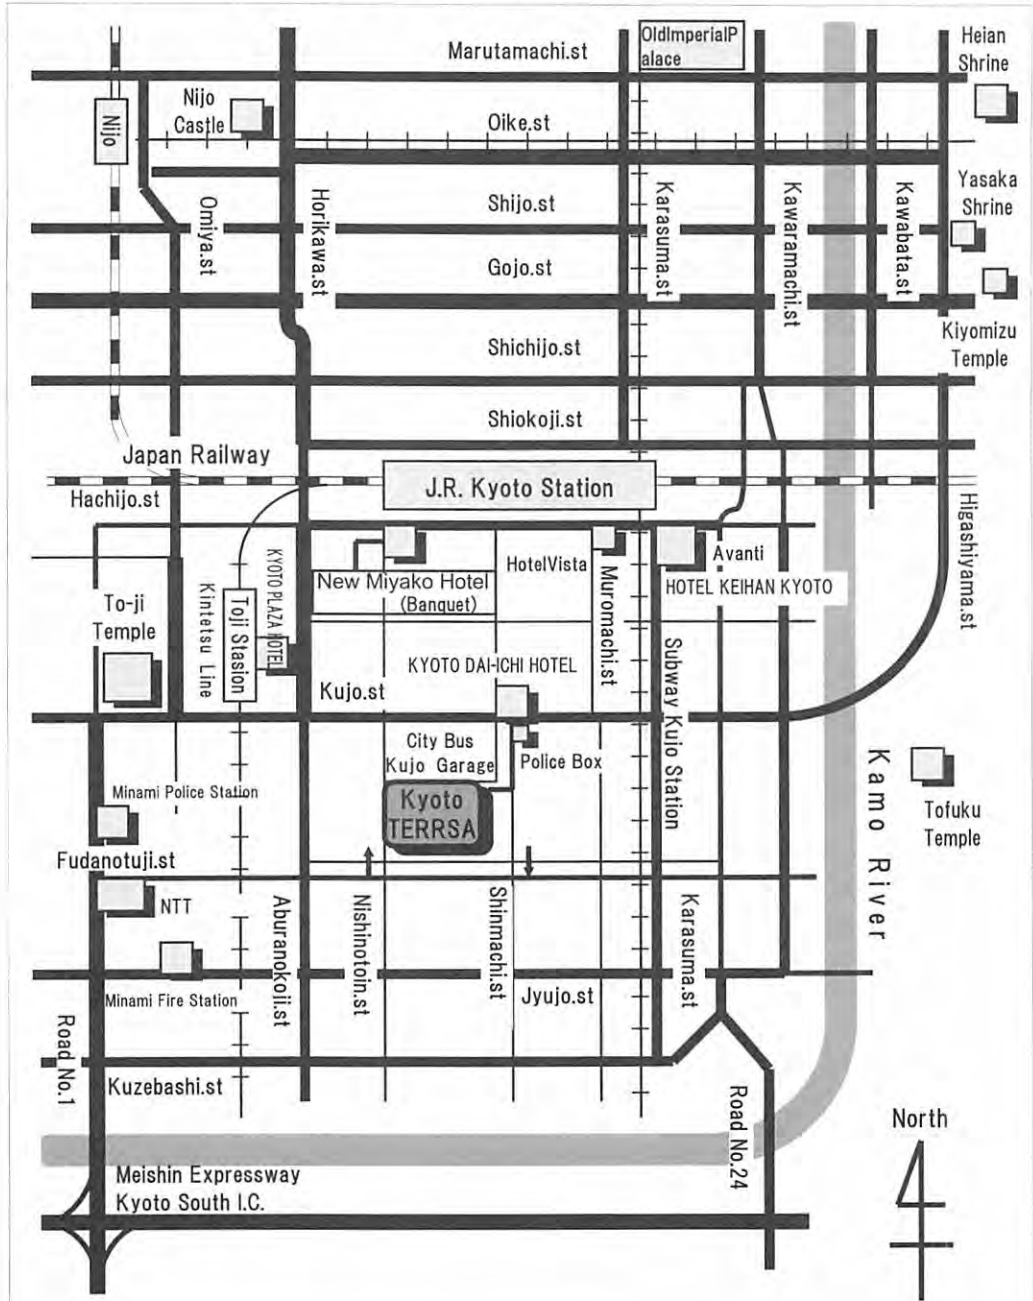 OldImperialP
alace
Heian
Shrine
Marutamachi.st
Nijo
Castle
Nijo
Oike.st
Yasaka
Shrine
Omiya.st
Horikawa.st
Shijo.st
Karasuma.st
Kawaramachi.st
Kawabata.st
Gojo.st
Kiyomizu
Temple
Shichijo.st
Shiokoji.st
Japan Railway
J.R. Kyoto Station
Hachijo.st
Higashiyama.st
KYOTO PLAZA HOTEL
New Miyako Hotel
(Banquet)
HotelVista
Muromachi.st
Avanti
HOTEL KEIHAN KYOTO
To-ji
Temple
Kintetsu Line
Toji Stasion
KYOTO DAI-ICHI HOTEL
Subway Kujo Station
Kujo.st
City Bus
Kujo Garage
Police Box
Minami Police Station
Kyoto
TERRSA
Kamo River
Tofuku
Temple
Fudanotuji.st
NTT
Aburanokoji.st
Nishinotoin.st
Shinmachi.st
Karasuma.st
Minami Fire Station
Jyujo.st
Road No.1
Kuzebashi.st
Road No.24
North
Meishin Expressway
Kyoto South I.C.